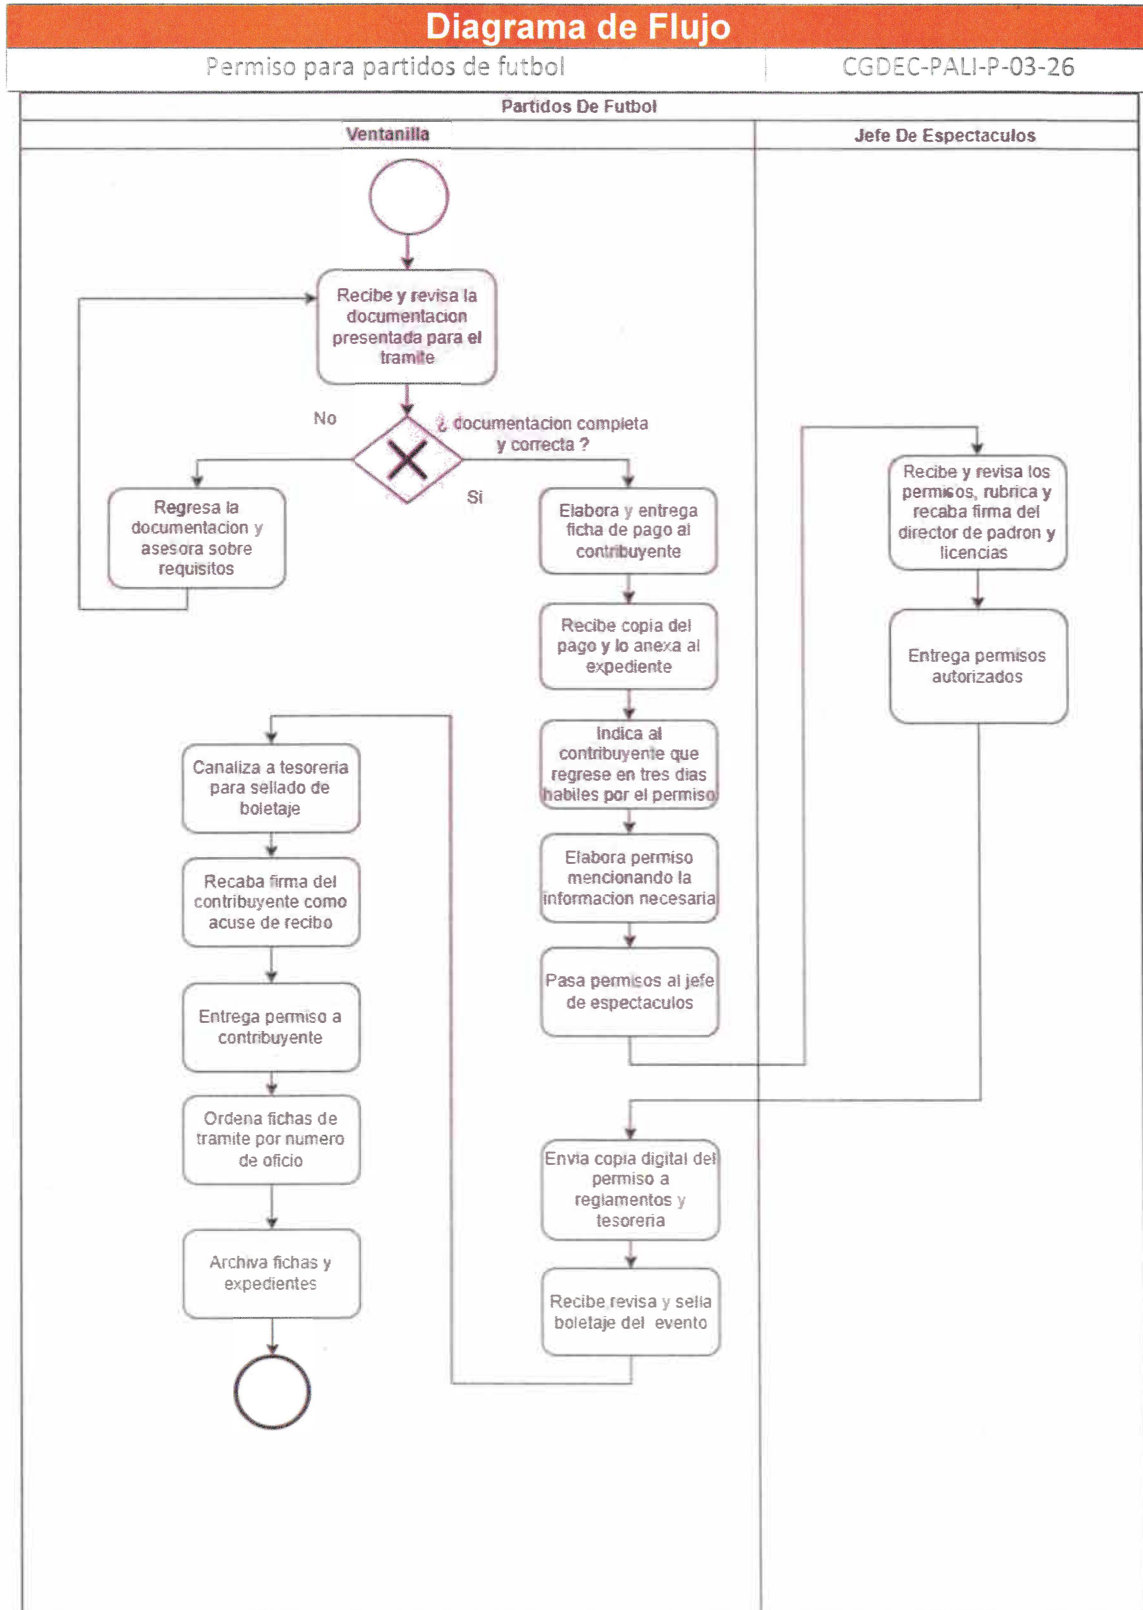 Diagrama de Flujo
Permiso para partidos de futbol
CGDEC-PALI-P-03-26
Partidos De Futbol
Ventanilla
Jefe De Espectaculos
Recibe y revisa la
documentacion
presentada para el
tramite
No
¿ documentacion completa
y correcta ?
Si
Regresa la
documentacion y
asesora sobre
requisitos
Elabora y entrega
ficha de pago al
contribuyente
Recibe copia del
pago y lo anexa al
expediente
Indica al
contribuyente que
regrese en tres dias
habiles por el permiso
Elabora permiso
mencionando la
informacion necesaria
Pasa permisos al jefe
de espectaculos
Recibe y revisa los
permisos, rubrica y
recaba firma del
director de padron y
licencias
Entrega permisos
autorizados
Envia copia digital del
permiso a
reglamentos y
tesoreria
Recibe revisa y sella
boletaje del evento
Canaliza a tesoreria
para sellado de
boletaje
Recaba firma del
contribuyente como
acuse de recibo
Entrega permiso a
contribuyente
Ordena fichas de
tramite por numero
de oficio
Archiva fichas y
expedientes